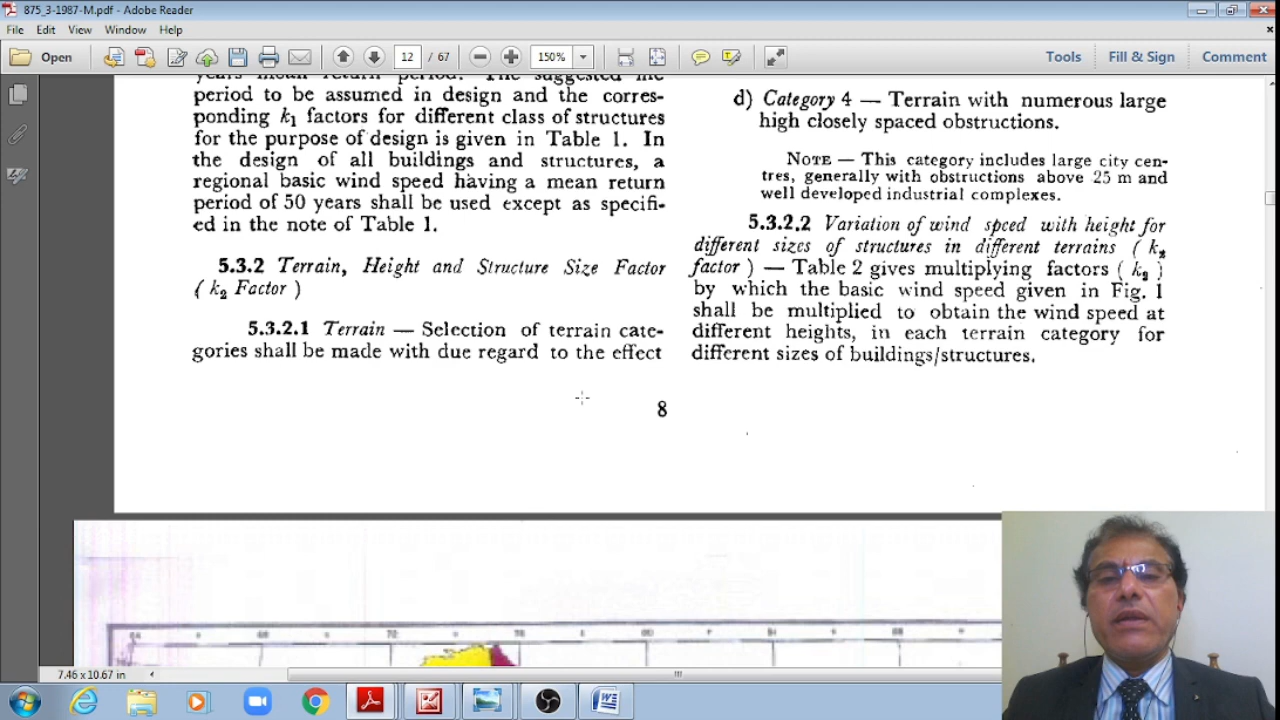 875_3-1987-M.pdf - Adobe Reader
File Edit View Window Help
Open 12 / 67 150% Tools Fill & Sign Comment
years mean return period. The suggested life
period to be assumed in design and the corres-
ponding k1 factors for different class of structures
for the purpose of design is given in Table 1. In
the design of all buildings and structures, a
regional basic wind speed having a mean return
period of 50 years shall be used except as specifi-
ed in the note of Table 1.
5.3.2 Terrain, Height and Structure Size Factor
( k2 Factor )
5.3.2.1 Terrain — Selection of terrain cate-
gories shall be made with due regard to the effect
d) Category 4 — Terrain with numerous large
high closely spaced obstructions.
NOTE — This category includes large city cen-
tres, generally with obstructions above 25 m and
well developed industrial complexes.
5.3.2.2 Variation of wind speed with height for
different sizes of structures in different terrains ( k2
factor ) — Table 2 gives multiplying factors ( k2 )
by which the basic wind speed given in Fig. 1
shall be multiplied to obtain the wind speed at
different heights, in each terrain category for
different sizes of buildings/structures.
8
7.46 x 10.67 in